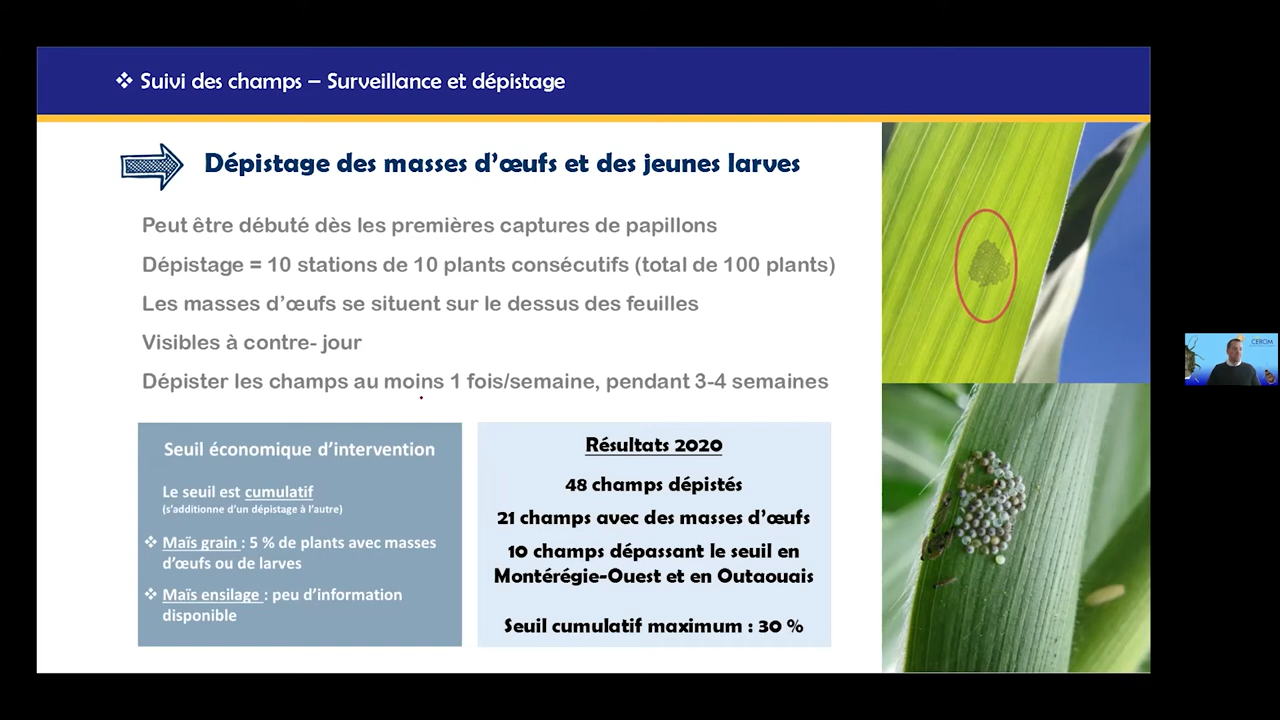 ❖ Suivi des champs – Surveillance et dépistage
Dépistage des masses d'œufs et des jeunes larves
Peut être débuté dès les premières captures de papillons
Dépistage = 10 stations de 10 plants consécutifs (total de 100 plants)
Les masses d'œufs se situent sur le dessus des feuilles
Visibles à contre- jour
Dépister les champs au moins 1 fois/semaine, pendant 3-4 semaines
Seuil économique d'intervention
Le seuil est cumulatif
(s'additionne d'un dépistage à l'autre)
❖ Maïs grain : 5 % de plants avec masses
d'œufs ou de larves
❖ Maïs ensilage : peu d'information
disponible
Résultats 2020
48 champs dépistés
21 champs avec des masses d'œufs
10 champs dépassant le seuil en
Montérégie-Ouest et en Outaouais
Seuil cumulatif maximum : 30 %
CEROM